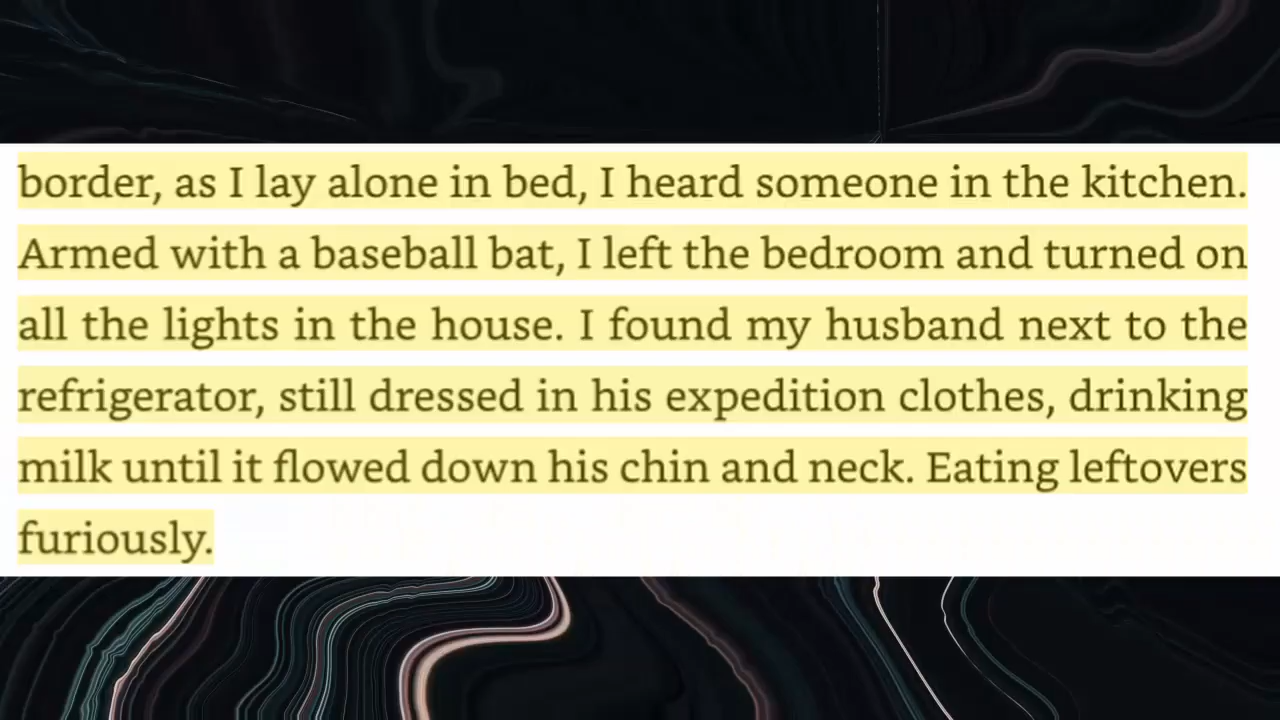 border, as I lay alone in bed, I heard someone in the kitchen.
Armed with a baseball bat, I left the bedroom and turned on
all the lights in the house. I found my husband next to the
refrigerator, still dressed in his expedition clothes, drinking
milk until it flowed down his chin and neck. Eating leftovers
furiously.